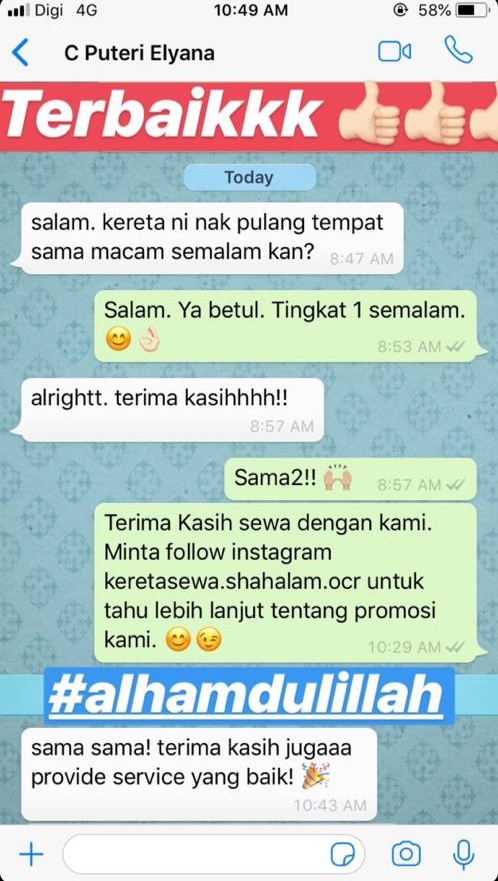 Digi 4G 10:49 AM 58%
C Puteri Elyana
Terbaikkk 👍🏻👍🏻👍🏻
Today
salam. kereta ni nak pulang tempat
sama macam semalam kan? 8:47 AM
Salam. Ya betul. Tingkat 1 semalam.
😊👌🏻 8:53 AM
alrightt. terima kasihhhh!!
8:57 AM
Sama2!! 🙌🏼 8:57 AM
Terima Kasih sewa dengan kami.
Minta follow instagram
keretasewa.shahalam.ocr untuk
tahu lebih lanjut tentang promosi
kami. 😊😉 10:29 AM
#alhamdulillah
sama sama! terima kasih jugaaa
provide service yang baik! 🎉
10:43 AM